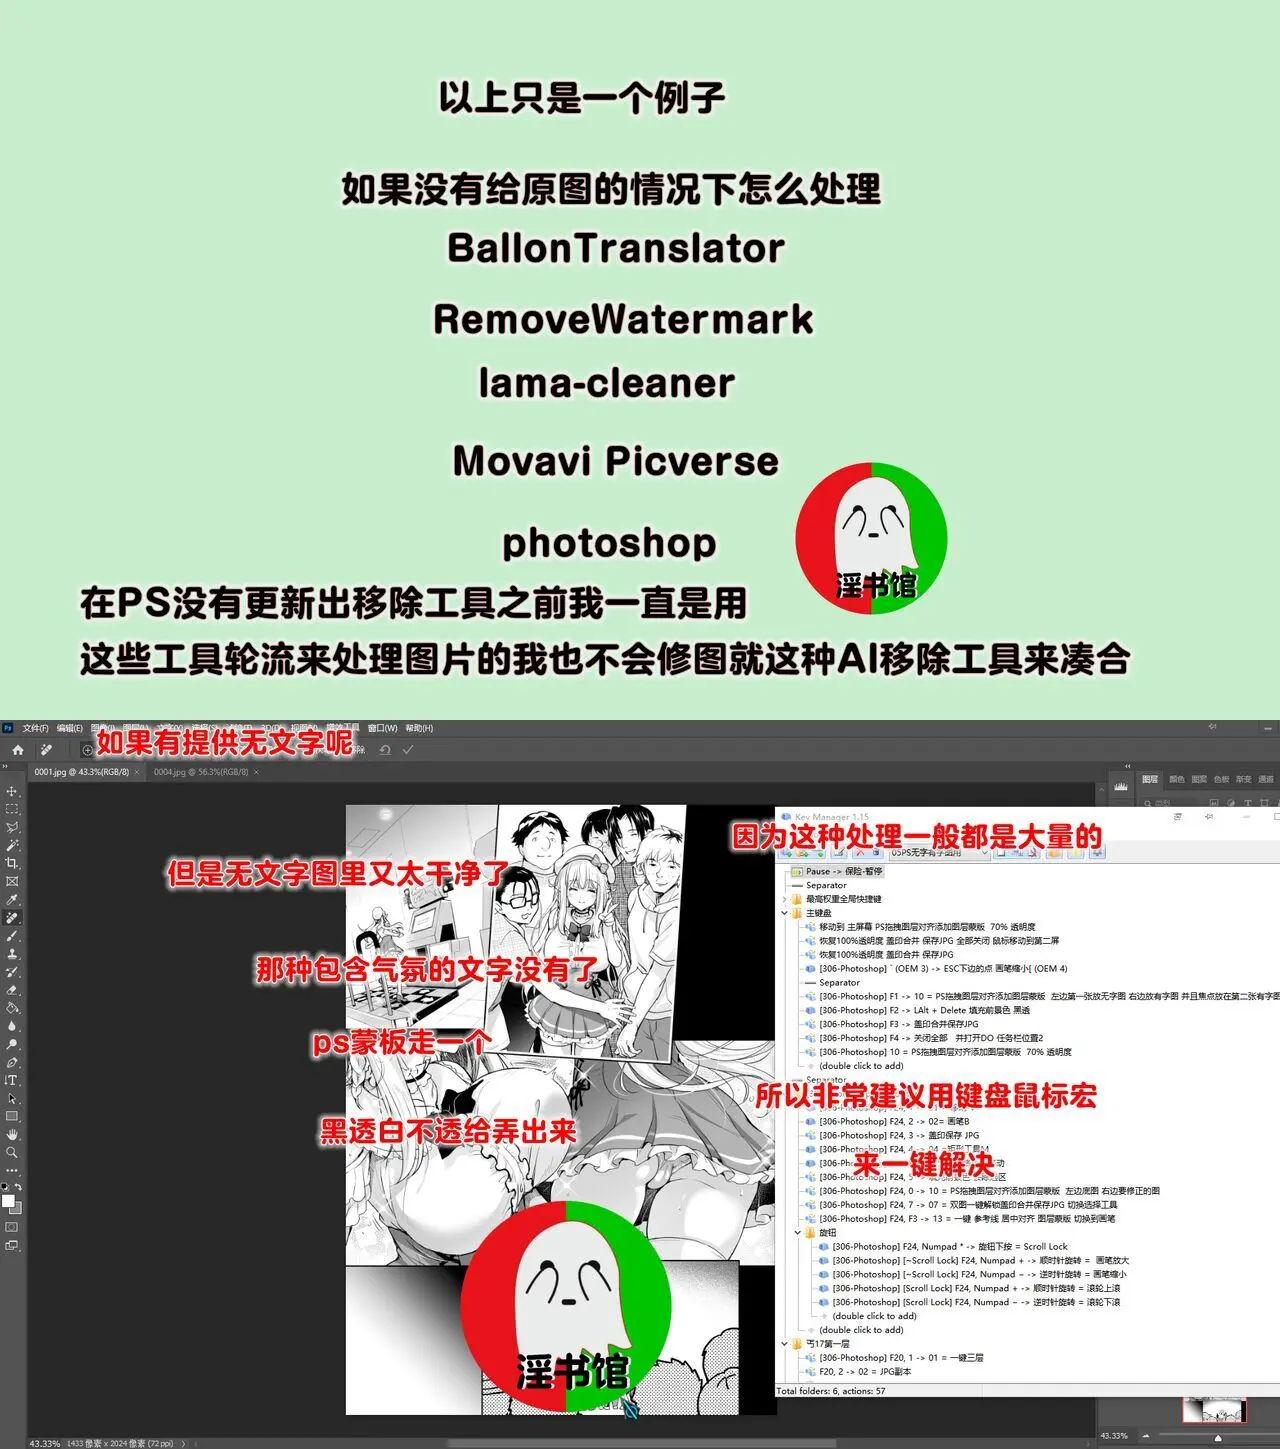 以上只是一个例子
如果没有给原图的情况下怎么处理
BallonTranslator
RemoveWatermark
lama-cleaner
Movavi Picverse
photoshop
淫书馆
在PS没有更新出移除工具之前我一直是用
这些工具轮流来处理图片的我也不会修图就这种AI移除工具来凑合
文件(F) 编辑(E) 窗口(W) 帮助(H)
如果有提供无文字呢
0001.jpg @ 43.3%(RGB/8) × 0004.jpg @ 56.3%(RGB/8) ×
图层 颜色 色板 渐变
Key Manager 1.15
因为这种处理一般都是大量的
05PS无字有字图用
但是无文字图里又太干净了
Pause -> 保险-暂停
Separator
最高权重全局快捷键
主键盘
移动到 主屏幕 PS拖拽图层对齐添加图层蒙版 70% 透明度
恢复100%透明度 盖印合并 保存JPG 全部关闭 鼠标移动到第二屏
恢复100%透明度 盖印合并 保存JPG
那种包含气氛的文字没有了
[306-Photoshop] ` (OEM 3) -> ESC下边的点 画笔缩小[ (OEM 4)
Separator
[306-Photoshop] F1 -> 10 = PS拖拽图层对齐添加图层蒙版 左边第一张放无字图 右边放有字图 并且焦点放在第二张有字图
[306-Photoshop] F2 -> LAlt + Delete 填充前景色 黑透
[306-Photoshop] F3 -> 盖印合并保存JPG
[306-Photoshop] F4 -> 关闭全部 并打开DO 任务栏位置2
ps蒙板走一个
[306-Photoshop] 10 = PS拖拽图层对齐添加图层蒙版 70% 透明度
(double click to add)
Separator
所以非常建议用键盘鼠标宏
[306-Photoshop] F24, 2 -> 02= 画笔B
黑透白不透给弄出来
[306-Photoshop] F24, 3 -> 盖印保存 JPG
来一键解决
[306-Photoshop] F24, 0 -> 10 = PS拖拽图层对齐添加图层蒙版 左边底图 右边要修正的图
[306-Photoshop] F24, 7 -> 07 = 双图一键解锁盖印合并保存JPG 切换选择工具
[306-Photoshop] F24, F3 -> 13 = 一键 参考线 居中对齐 图层蒙版 切换到画笔
旋钮
[306-Photoshop] F24, Numpad * -> 旋钮下按 = Scroll Lock
[306-Photoshop] [~Scroll Lock] F24, Numpad + -> 顺时针旋转 = 画笔放大
[306-Photoshop] [~Scroll Lock] F24, Numpad − -> 逆时针旋转 = 画笔缩小
[306-Photoshop] [Scroll Lock] F24, Numpad + -> 顺时针旋转 = 滚轮上滚
[306-Photoshop] [Scroll Lock] F24, Numpad − -> 逆时针旋转 = 滚轮下滚
(double click to add)
(double click to add)
丐17第一层
[306-Photoshop] F20, 1 -> 01 = 一键三层
F20, 2 -> 02 = JPG副本
淫书馆
Total folders: 6, actions: 57
43.33%
43.33% 1433 像素 x 2024 像素 (72 ppi)